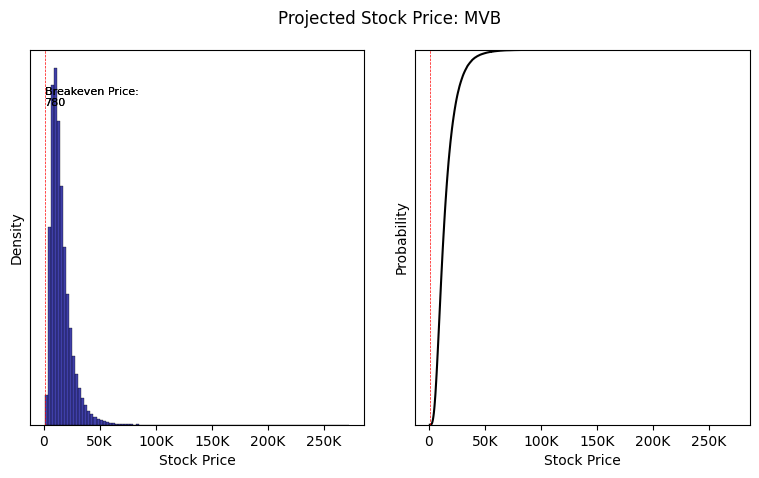 Projected Stock Price: MVB
Breakeven Price:
780
Density
0 50K 100K 150K 200K 250K
Stock Price
Probability
0 50K 100K 150K 200K 250K
Stock Price